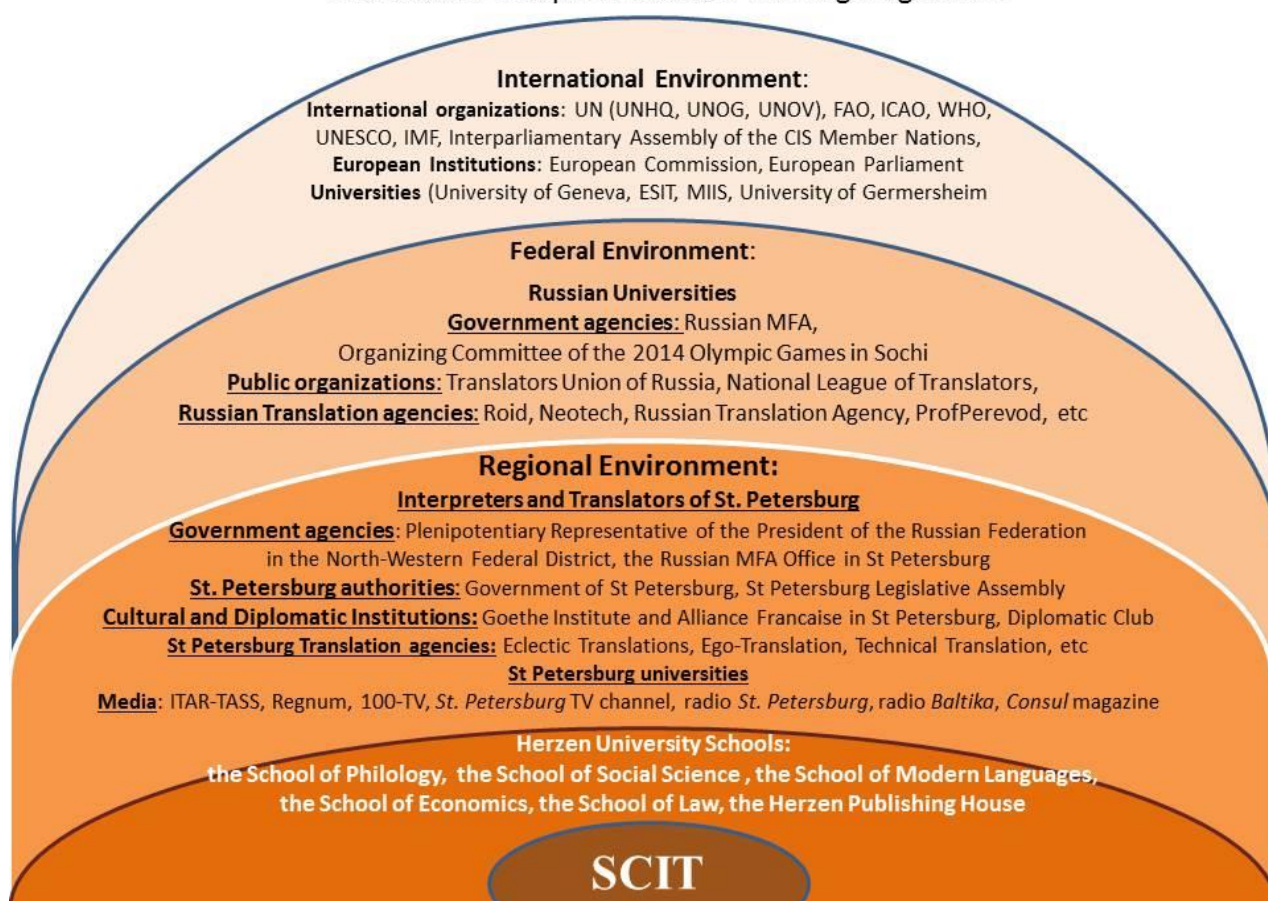 International Environment:
International organizations: UN (UNHQ, UNOG, UNOV), FAO, ICAO, WHO,
UNESCO, IMF, Interparliamentary Assembly of the CIS Member Nations,
European Institutions: European Commission, European Parliament
Universities (University of Geneva, ESIT, MIIS, University of Germersheim
Federal Environment:
Russian Universities
Government agencies: Russian MFA,
Organizing Committee of the 2014 Olympic Games in Sochi
Public organizations: Translators Union of Russia, National League of Translators,
Russian Translation agencies: Roid, Neotech, Russian Translation Agency, ProfPerevod, etc
Regional Environment:
Interpreters and Translators of St. Petersburg
Government agencies: Plenipotentiary Representative of the President of the Russian Federation
in the North-Western Federal District, the Russian MFA Office in St Petersburg
St. Petersburg authorities: Government of St Petersburg, St Petersburg Legislative Assembly
Cultural and Diplomatic Institutions: Goethe Institute and Alliance Francaise in St Petersburg, Diplomatic Club
St Petersburg Translation agencies: Eclectic Translations, Ego-Translation, Technical Translation, etc
St Petersburg universities
Media: ITAR-TASS, Regnum, 100-TV, St. Petersburg TV channel, radio St. Petersburg, radio Baltika, Consul magazine
Herzen University Schools:
the School of Philology, the School of Social Science , the School of Modern Languages,
the School of Economics, the School of Law, the Herzen Publishing House
SCIT